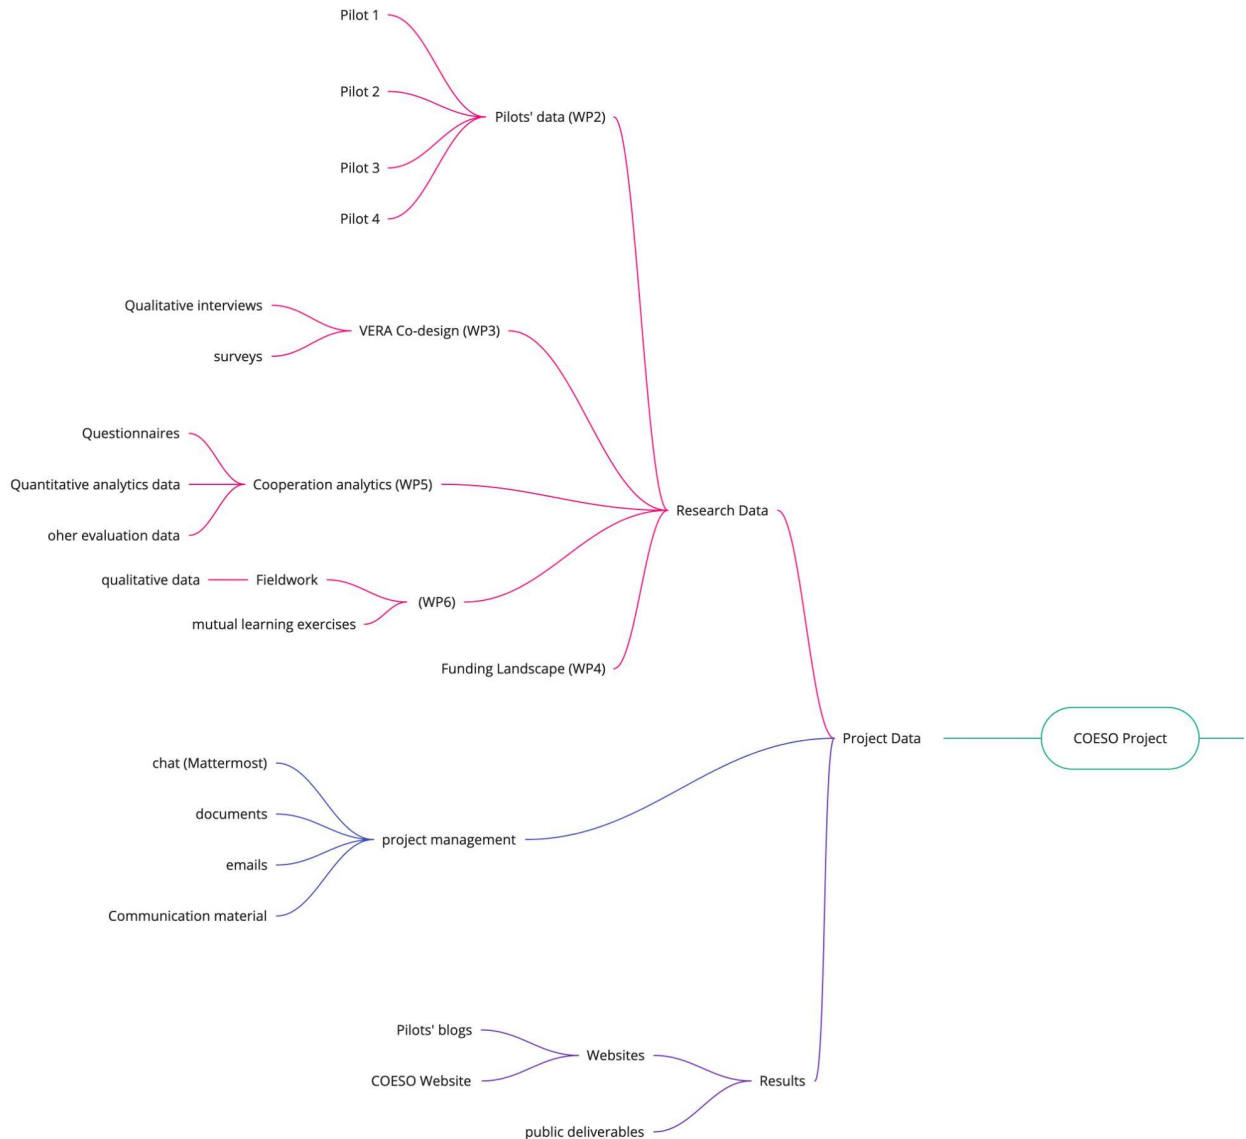 Pilot 1
Pilot 2
Pilots' data (WP2)
Pilot 3
Pilot 4
Qualitative interviews
VERA Co-design (WP3)
surveys
Questionnaires
Quantitative analytics data
Cooperation analytics (WP5)
oher evaluation data
Research Data
qualitative data
Fieldwork
(WP6)
mutual learning exercises
Funding Landscape (WP4)
Project Data
COESO Project
chat (Mattermost)
documents
project management
emails
Communication material
Pilots' blogs
Websites
COESO Website
Results
public deliverables